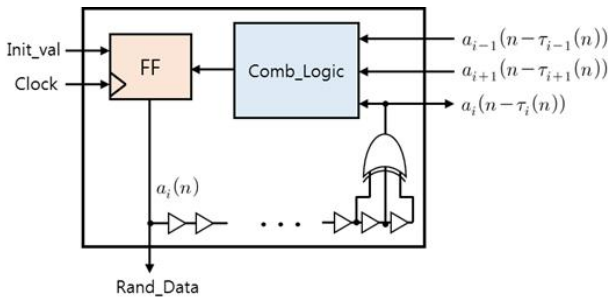 Init_val
Clock
FF
Comb_Logic
a_{i-1}(n-τ_{i-1}(n))
a_{i+1}(n-τ_{i+1}(n))
a_i(n-τ_i(n))
a_i(n)
Rand_Data